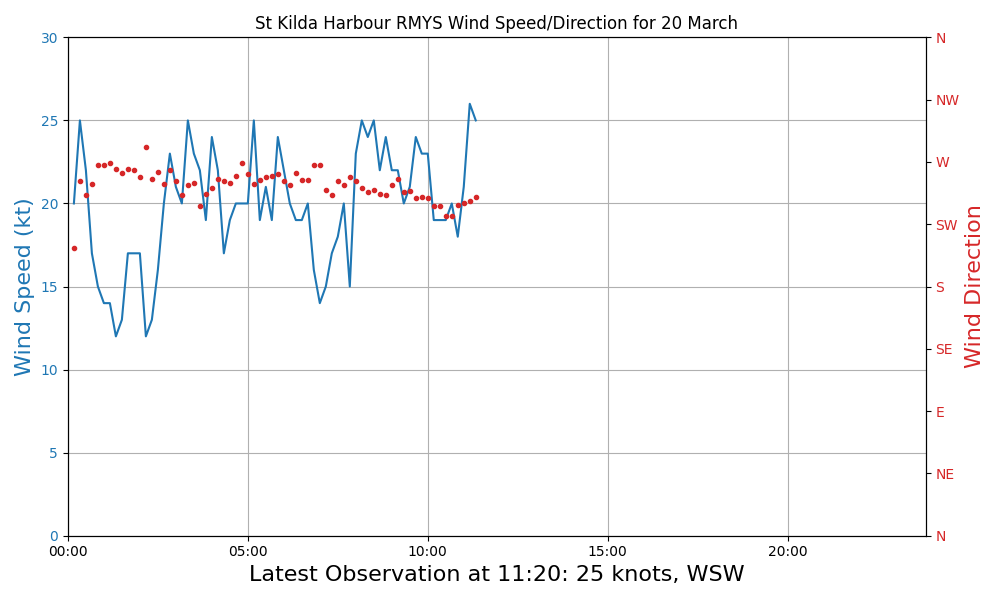 St Kilda Harbour RMYS Wind Speed/Direction for 20 March
Wind Speed (kt)
30
25
20
15
10
5
0
N
NW
W
SW
S
SE
E
NE
N
Wind Direction
00:00 05:00 10:00 15:00 20:00
Latest Observation at 11:20: 25 knots, WSW